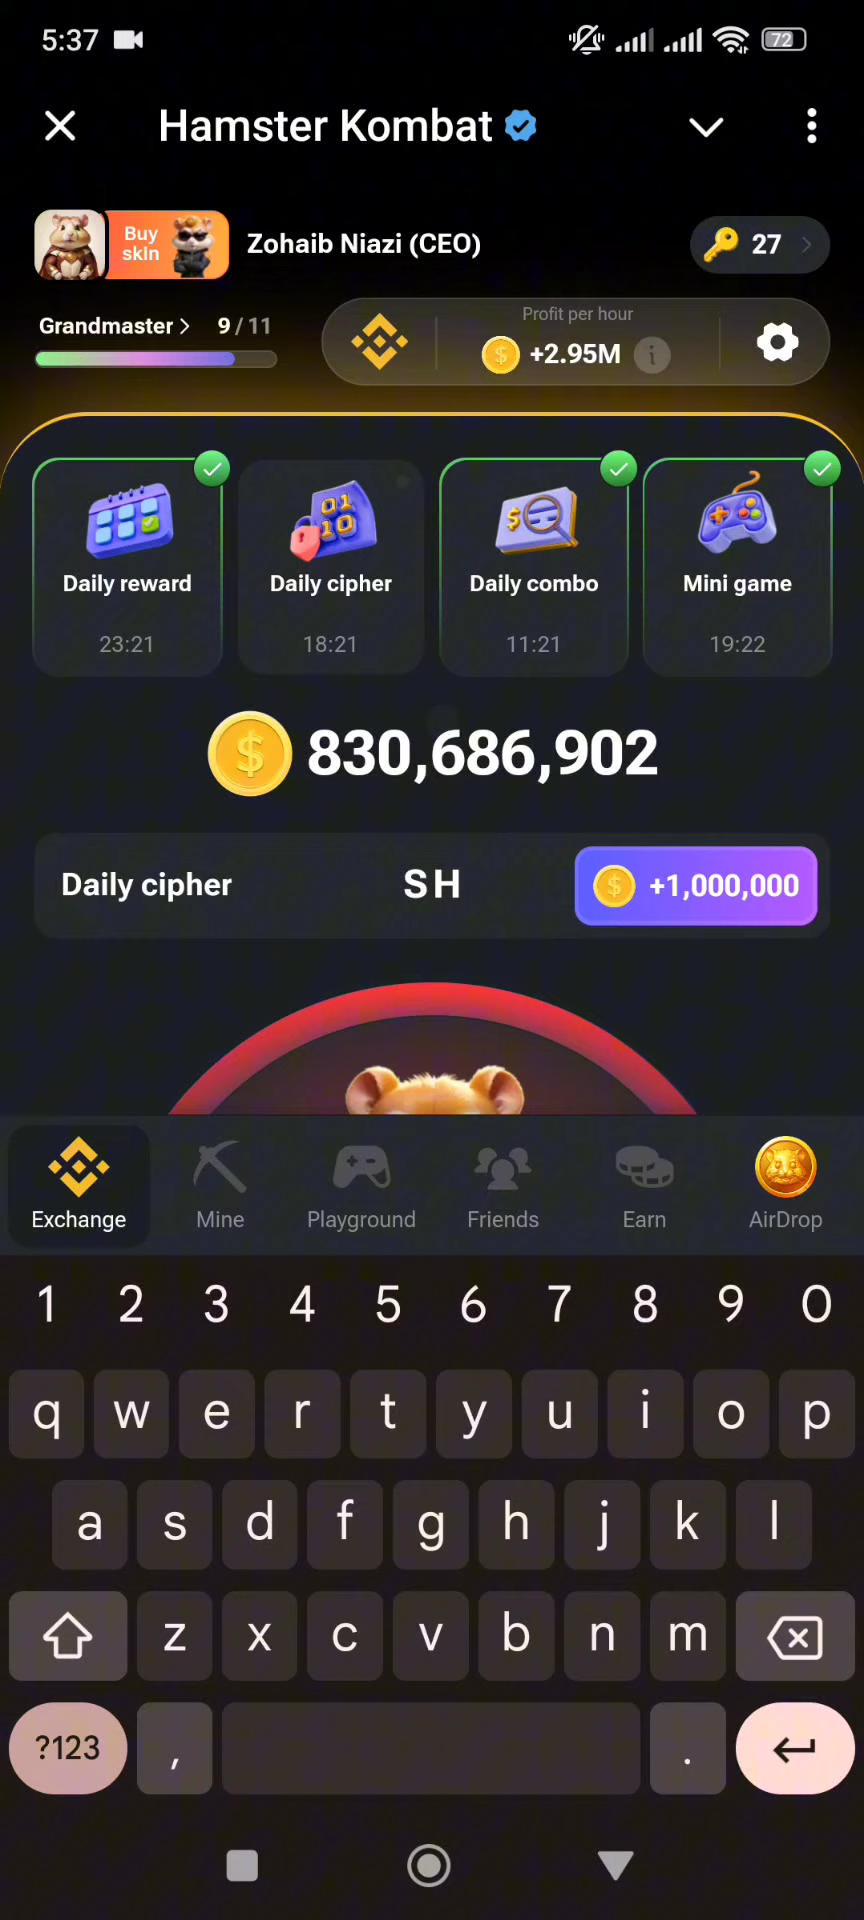 5:37 72
Hamster Kombat
Buy
skln
Zohaib Niazi (CEO)
27
Grandmaster > 9 / 11
Profit per hour
$ +2.95M i
Daily reward
23:21
01
10
Daily cipher
18:21
$
Daily combo
11:21
Mini game
19:22
$ 830,686,902
Daily cipher SH $ +1,000,000
Exchange Mine Playground Friends Earn AirDrop
1 2 3 4 5 6 7 8 9 0
q w e r t y u i o p
a s d f g h j k l
z x c v b n m
?123 , .